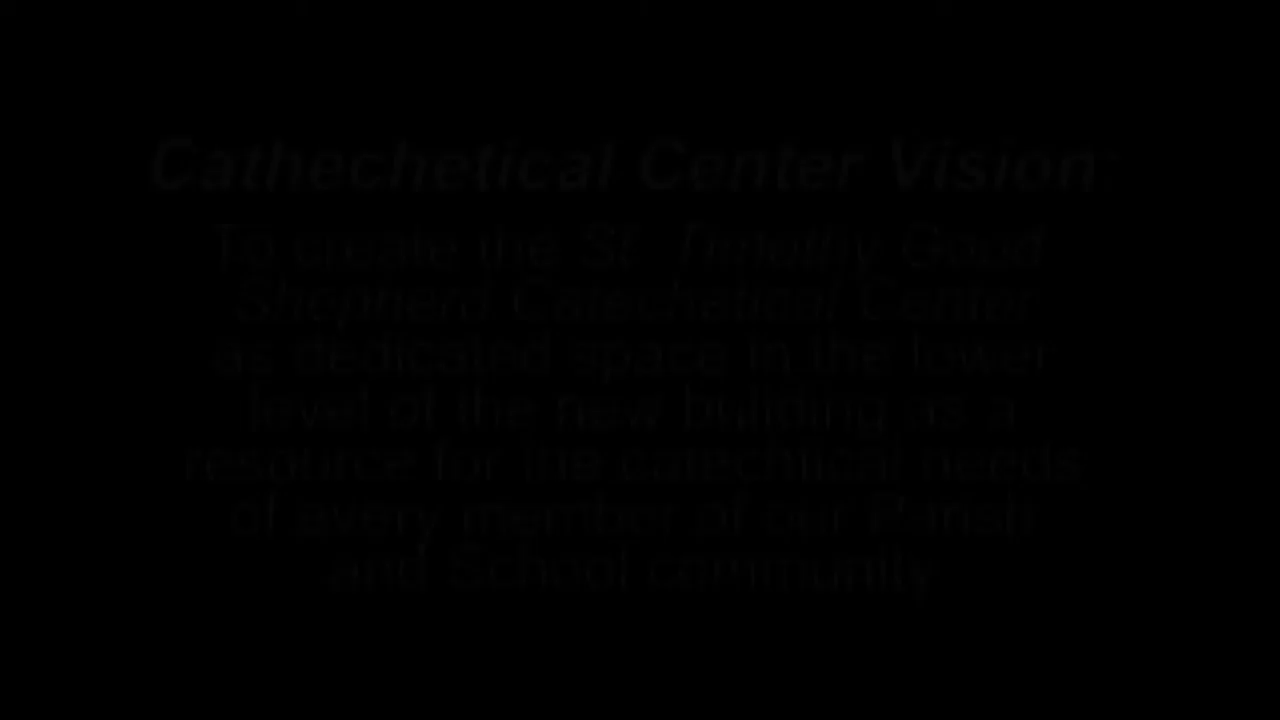 Cathechetical Center Vision:
To create the St. Timothy Good
Shepherd Catechetical Center
as dedicated space in the lower
level of the new building as a
resource for the catechtical needs
of every member of our Parish
and School community